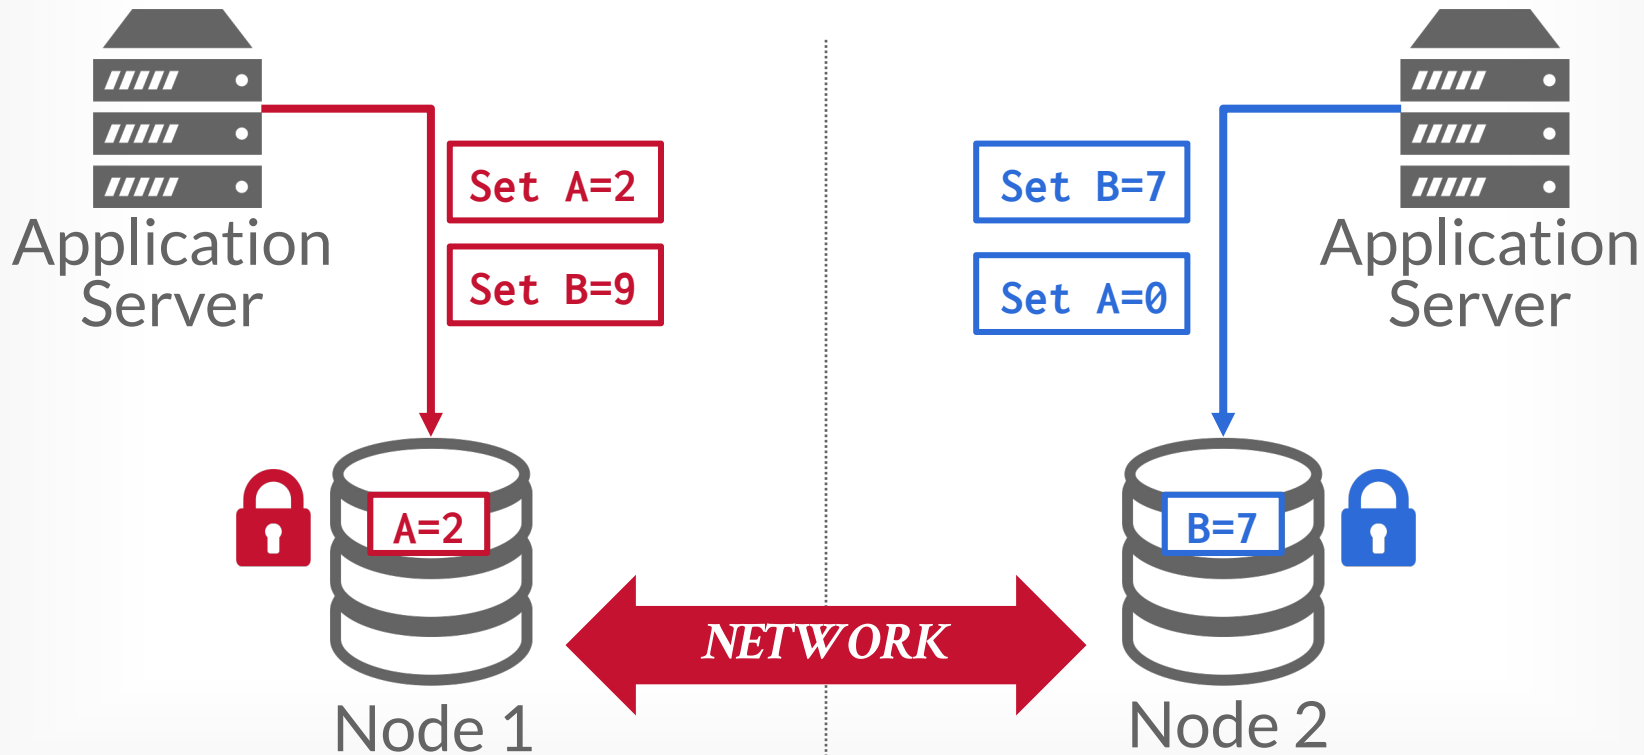 Application
Server
Set A=2
Set B=9
Set B=7
Set A=0
Application
Server
A=2
B=7
NETWORK
Node 1
Node 2